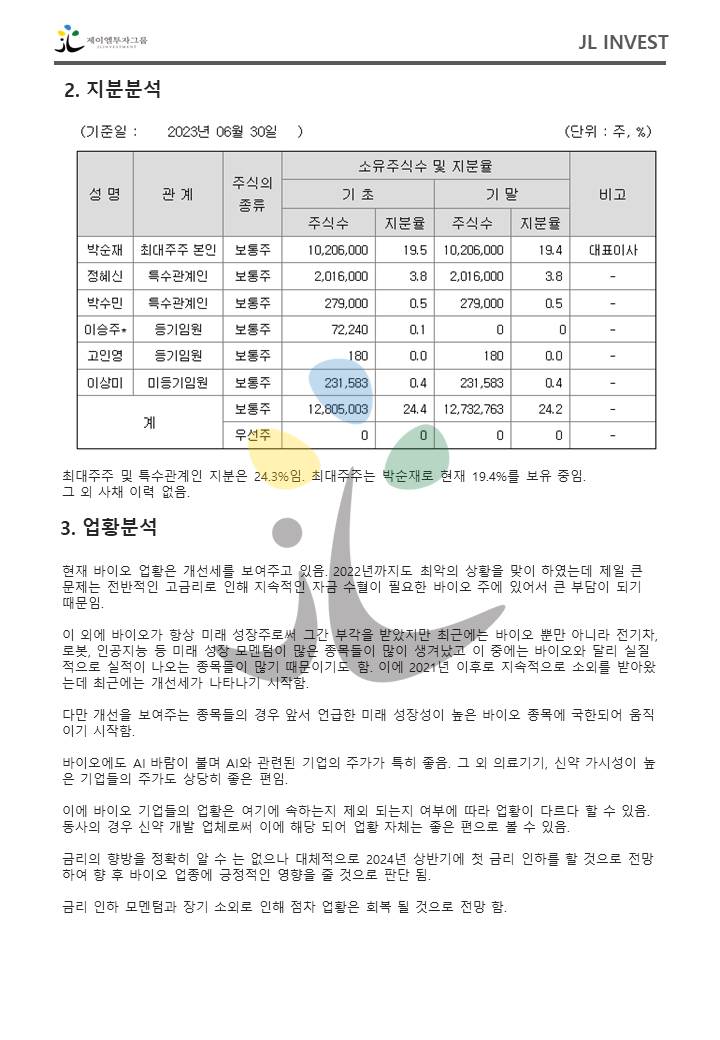 제이엘투자그룹
JLINVESTMENT
JL INVEST
2. 지분분석
(기준일 : 2023년 06월 30일 )
(단위 : 주, %)
성 명 관 계 주식의 종류 소유주식수 및 지분율 비고
기 초 기 말
주식수 지분율 주식수 지분율
박순재 최대주주 본인 보통주 10,206,000 19.5 10,206,000 19.4 대표이사
정혜신 특수관계인 보통주 2,016,000 3.8 2,016,000 3.8 -
박수민 특수관계인 보통주 279,000 0.5 279,000 0.5 -
이승주* 등기임원 보통주 72,240 0.1 0 0 -
고인영 등기임원 보통주 180 0.0 180 0.0 -
이상미 미등기임원 보통주 231,583 0.4 231,583 0.4 -
계 보통주 12,805,003 24.4 12,732,763 24.2 -
우선주 0 0 0 0 -
최대주주 및 특수관계인 지분은 24.3%임. 최대주주는 박순재로 현재 19.4%를 보유 중임.
그 외 사채 이력 없음.
3. 업황분석
현재 바이오 업황은 개선세를 보여주고 있음. 2022년까지도 최악의 상황을 맞이 하였는데 제일 큰
문제는 전반적인 고금리로 인해 지속적인 자금 수혈이 필요한 바이오 주에 있어서 큰 부담이 되기
때문임.
이 외에 바이오가 항상 미래 성장주로써 그간 부각을 받았지만 최근에는 바이오 뿐만 아니라 전기차,
로봇, 인공지능 등 미래 성장 모멘텀이 많은 종목들이 많이 생겨났고 이 중에는 바이오와 달리 실질
적으로 실적이 나오는 종목들이 많기 때문이기도 함. 이에 2021년 이후로 지속적으로 소외를 받아왔
는데 최근에는 개선세가 나타나기 시작함.
다만 개선을 보여주는 종목들의 경우 앞서 언급한 미래 성장성이 높은 바이오 종목에 국한되어 움직
이기 시작함.
바이오에도 AI 바람이 불며 AI와 관련된 기업의 주가가 특히 좋음. 그 외 의료기기, 신약 가시성이 높
은 기업들의 주가도 상당히 좋은 편임.
이에 바이오 기업들의 업황은 여기에 속하는지 제외 되는지 여부에 따라 업황이 다르다 할 수 있음.
동사의 경우 신약 개발 업체로써 이에 해당 되어 업황 자체는 좋은 편으로 볼 수 있음.
금리의 향방을 정확히 알 수 는 없으나 대체적으로 2024년 상반기에 첫 금리 인하를 할 것으로 전망
하여 향 후 바이오 업종에 긍정적인 영향을 줄 것으로 판단 됨.
금리 인하 모멘텀과 장기 소외로 인해 점차 업황은 회복 될 것으로 전망 함.